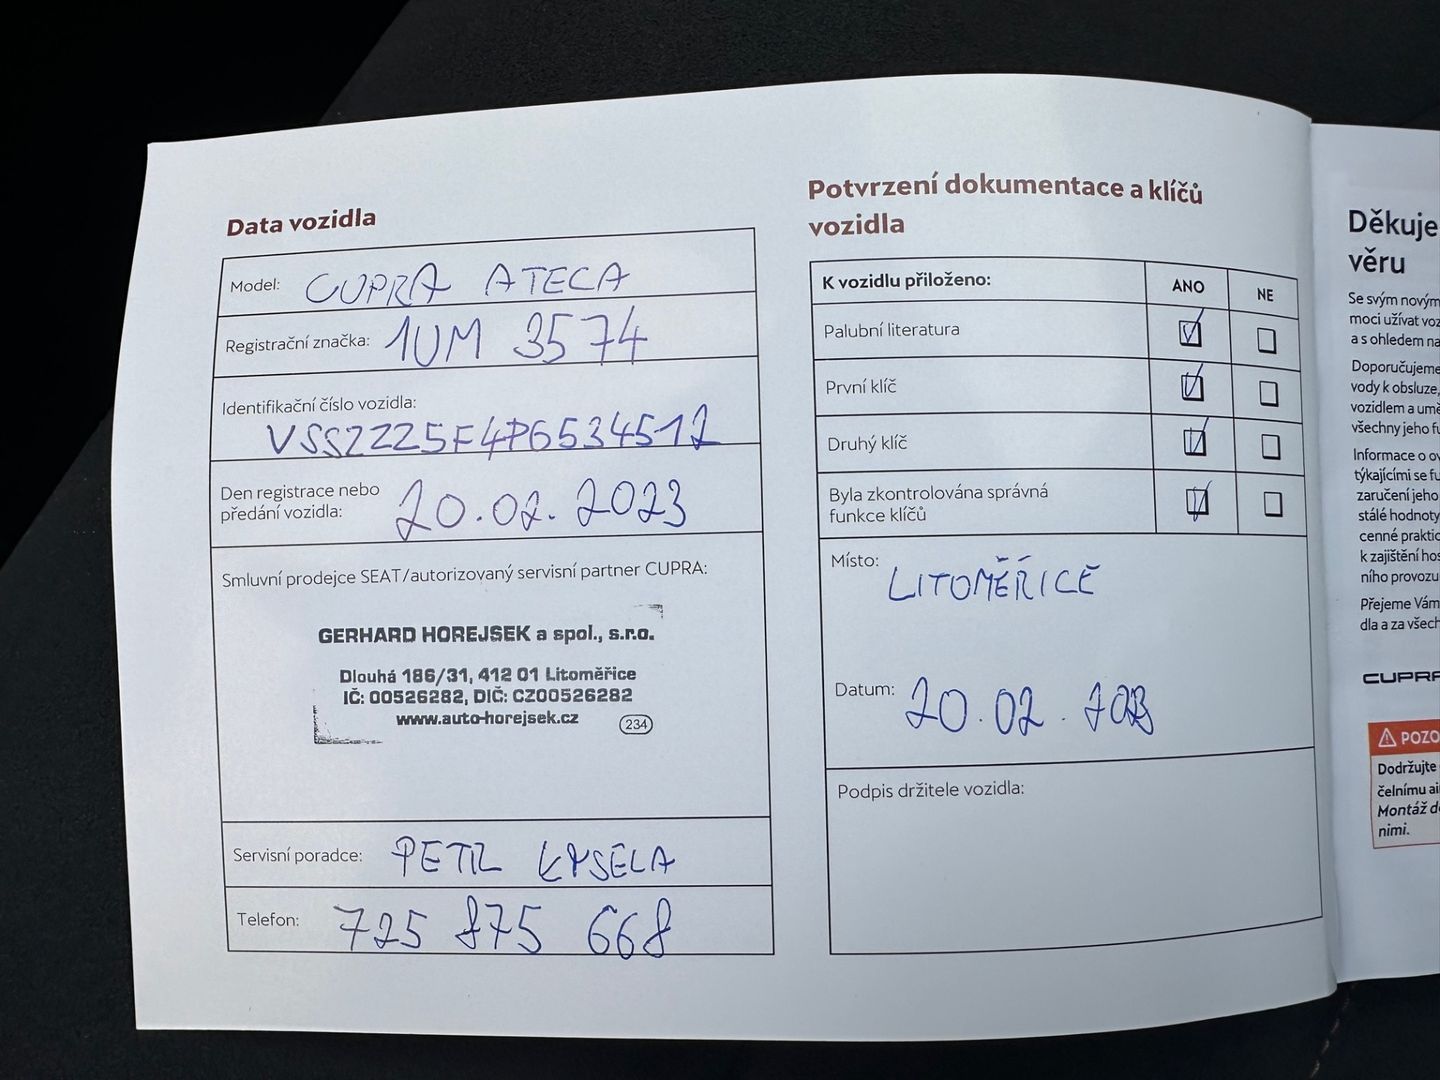 Data vozidla
Model: CUPRA ATECA
Registrační značka: 1UM 3574
Identifikační číslo vozidla:
VSSZZZ5F4P6534512
Den registrace nebo
předání vozidla: 20.02.2023
Smluvní prodejce SEAT/autorizovaný servisní partner CUPRA:
GERHARD HOREJSEK a spol., s.r.o.
Dlouhá 186/31, 412 01 Litoměřice
IČ: 00526282, DIČ: CZ00526282
www.auto-horejsek.cz
234
Servisní poradce: PETR KYSELA
Telefon: 725 875 668
Potvrzení dokumentace a klíčů
vozidla
K vozidlu přiloženo: ANO NE
Palubní literatura
První klíč
Druhý klíč
Byla zkontrolována správná
funkce klíčů
Místo: LITOMĚŘICE
Datum: 20.02.2023
Podpis držitele vozidla:
Děkuje
věru
Se svým novým
moci užívat voz
a s ohledem na
Doporučujeme
vody k obsluze,
vozidlem a umě
všechny jeho fu
Informace o ov
týkajícími se fu
zaručení jeho
stálé hodnoty
cenné praktic
k zajištění hos
ního provozu
Přejeme Vám
dla a za všech
CUPRA
POZO
Dodržujte
čelnímu ai
Montáž d
nimi.